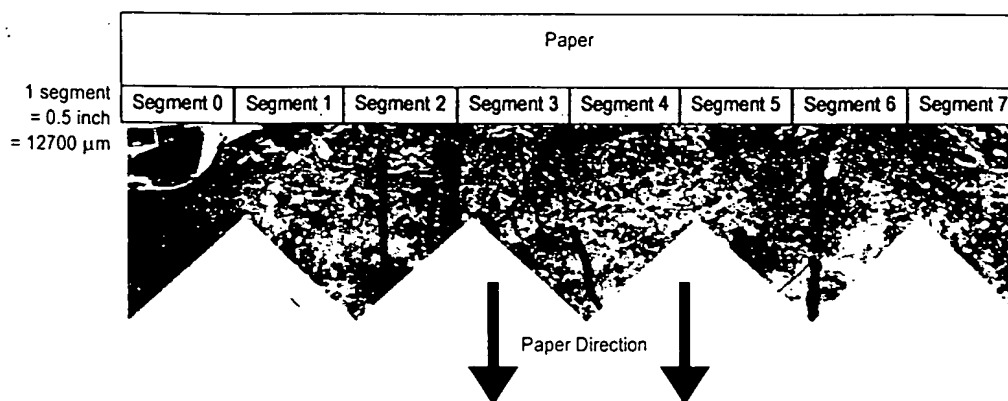 Paper
1 segment
= 0.5 inch
= 12700 µm
Segment 0 Segment 1 Segment 2 Segment 3 Segment 4 Segment 5 Segment 6 Segment 7
Paper Direction